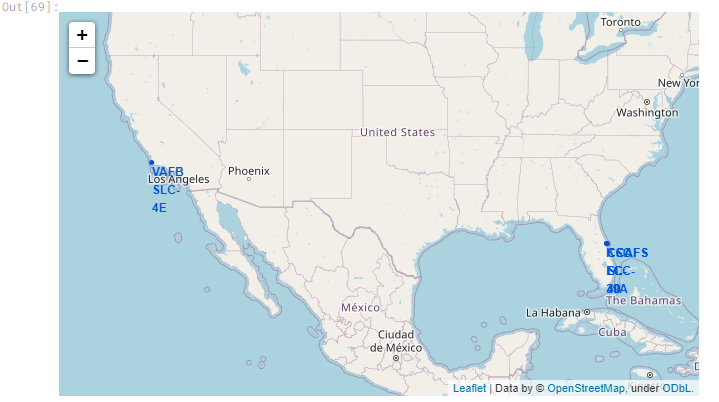 Out[69]:
+
−
Toronto
New Yor
Washington
United States
Phoenix
Los Angeles
VAFB
SLC-
4E
The Bahamas
La Habana
Cuba
México
Ciudad
de México
Leaflet | Data by © OpenStreetMap, under ODbL.